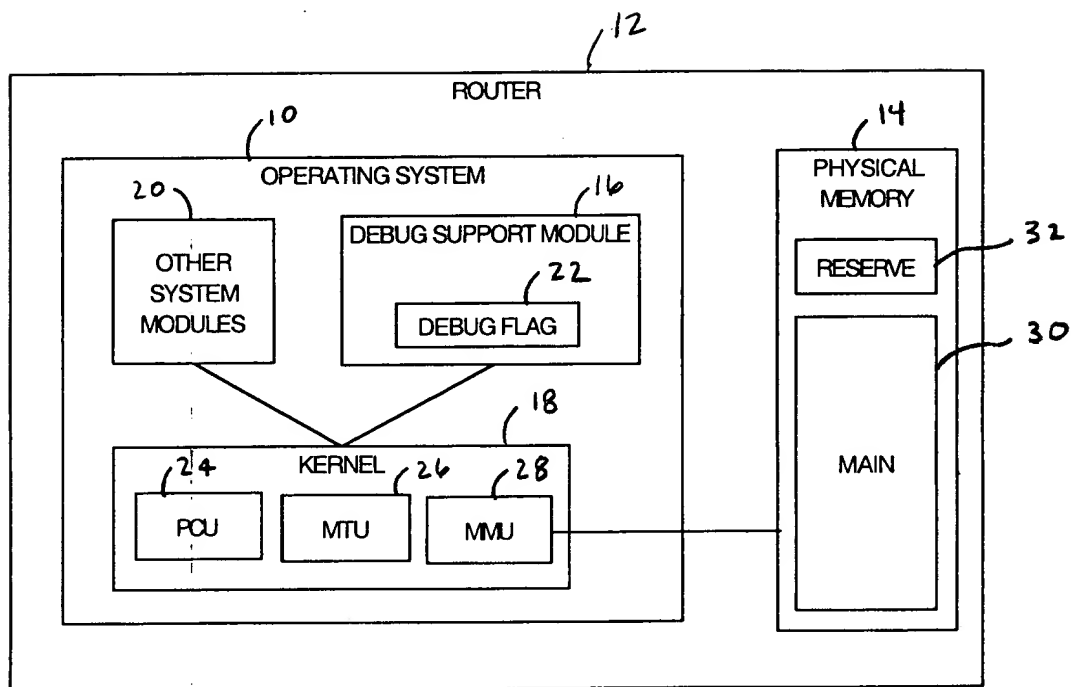 12
ROUTER
10
14
OPERATING SYSTEM
PHYSICAL
MEMORY
20
16
OTHER
SYSTEM
MODULES
DEBUG SUPPORT MODULE
22
DEBUG FLAG
32
RESERVE
30
18
KERNEL
24
26
28
PCU
MTU
MMU
MAIN